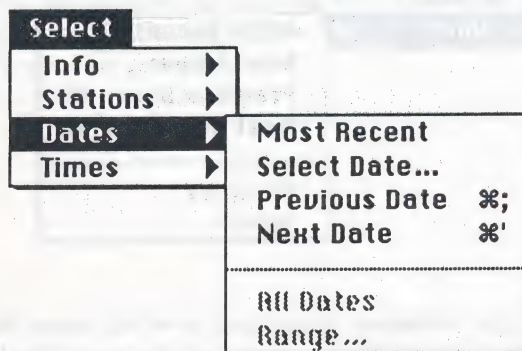 Select
Info
Stations
Dates
Times
Most Recent
Select Date...
Previous Date ⌘;
Next Date ⌘'
All Dates
Range...